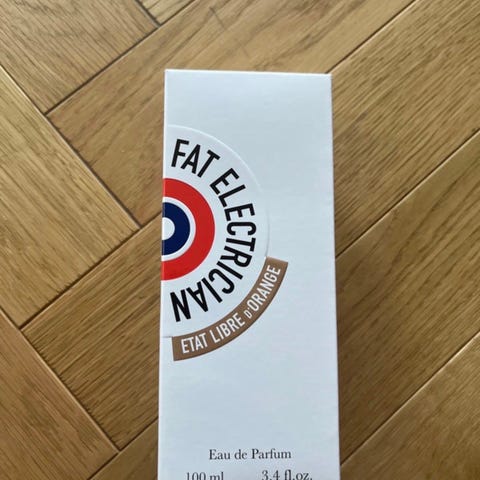 FAT ELECTRICIAN
ETAT LIBRE D'ORANGE
Eau de Parfum
100 ml 3.4 fl.oz.